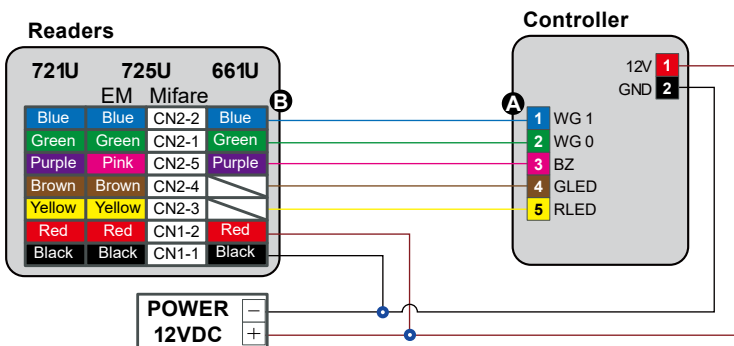 Readers
721U 725U 661U
EM Mifare
B
Blue Blue CN2-2 Blue
Green Green CN2-1 Green
Purple Pink CN2-5 Purple
Brown Brown CN2-4
Yellow Yellow CN2-3
Red Red CN1-2 Red
Black Black CN1-1 Black
Controller
12V 1
GND 2
A
1 WG 1
2 WG 0
3 BZ
4 GLED
5 RLED
POWER −
12VDC +